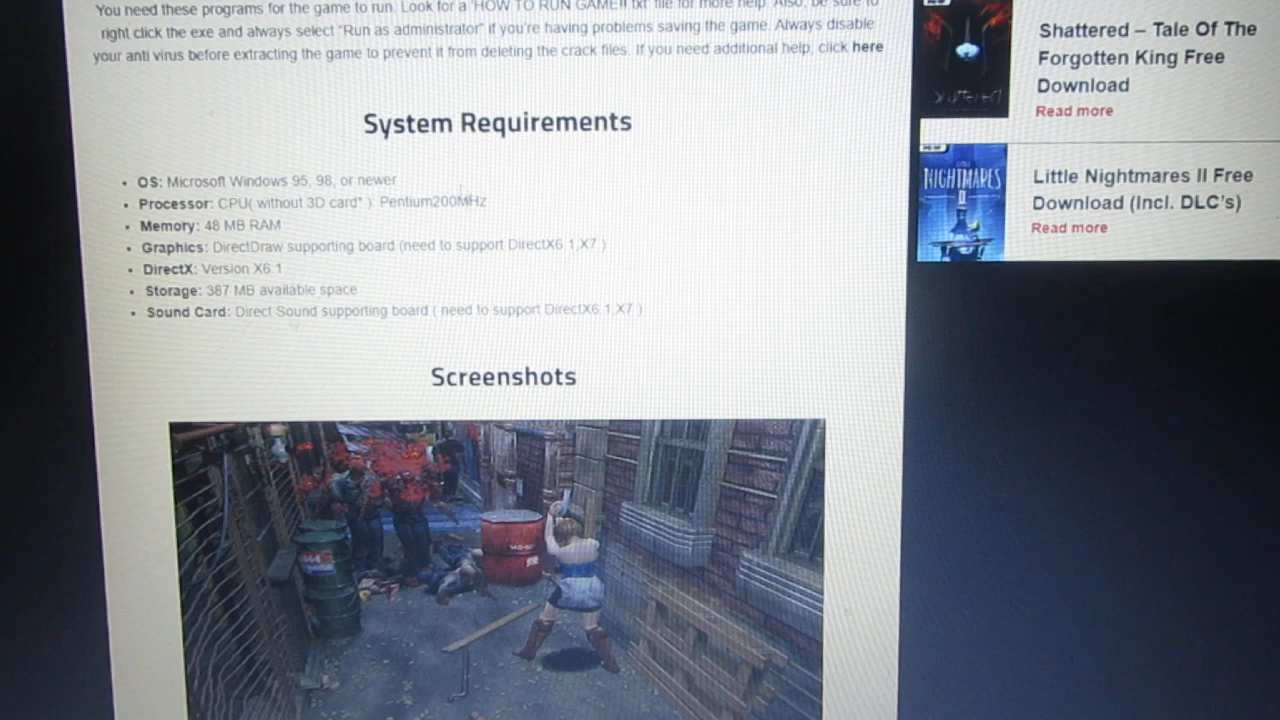 You need these programs for the game to run. Look for a 'HOW TO RUN GAME!!.txt' file for more help. Also, be sure to
right click the exe and always select “Run as administrator” if you're having problems saving the game. Always disable
your anti virus before extracting the game to prevent it from deleting the crack files. If you need additional help, click here
System Requirements
• OS: Microsoft Windows 95, 98, or newer
• Processor: CPU( without 3D card* ): Pentium200MHz
• Memory: 48 MB RAM
• Graphics: DirectDraw supporting board (need to support DirectX6.1,X7 )
• DirectX: Version X6.1
• Storage: 387 MB available space
• Sound Card: Direct Sound supporting board ( need to support DirectX6.1,X7 )
Screenshots
Shattered – Tale Of The
Forgotten King Free
Download
Read more
NIGHTMARES
II
Little Nightmares II Free
Download (Incl. DLC's)
Read more